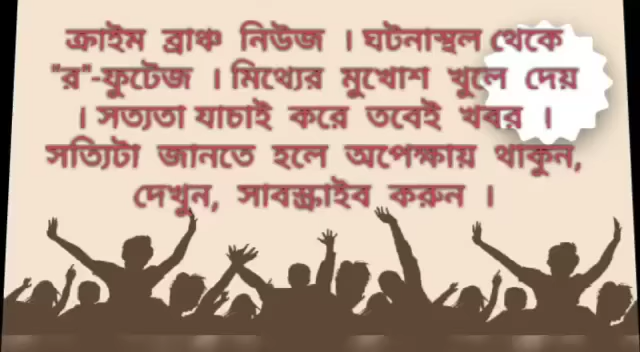 ক্রাইম ব্রাঞ্চ নিউজ । ঘটনাস্থল থেকে
"র"-ফুটেজ । মিথ্যের মুখোশ খুলে দেয়
। সত্যতা যাচাই করে তবেই খবর ।
সত্যিটা জানতে হলে অপেক্ষায় থাকুন,
দেখুন, সাবস্ক্রাইব করুন ।